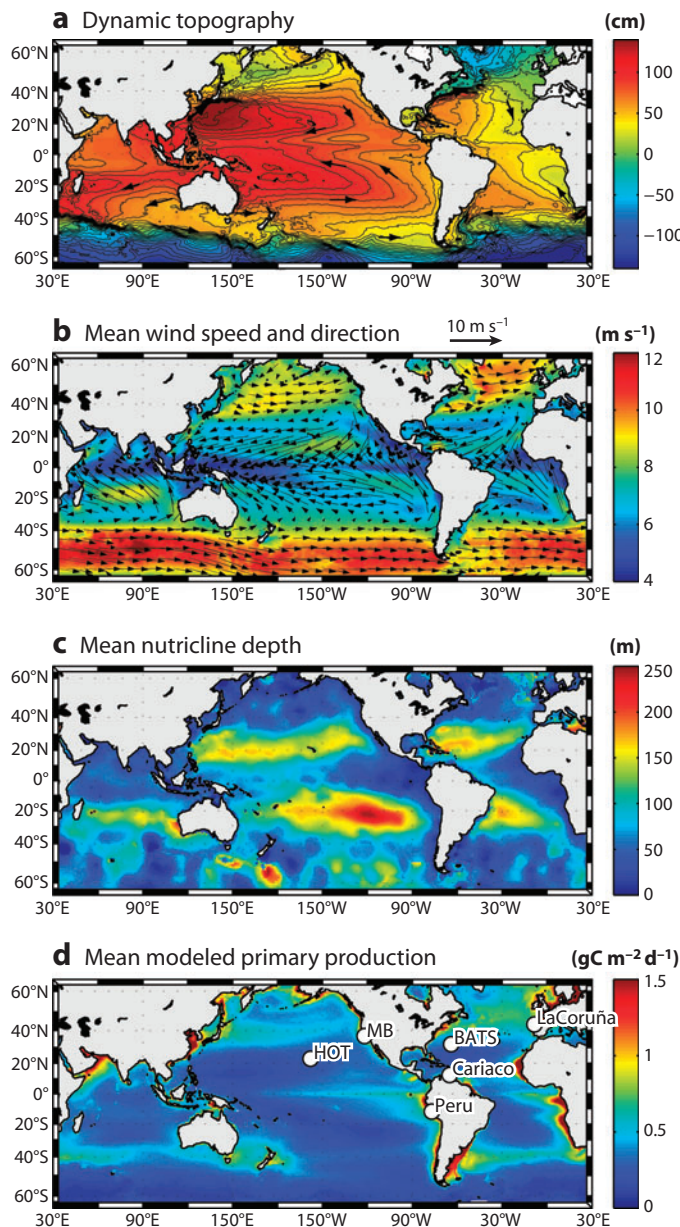 a Dynamic topography (cm)
60°N
40°N
20°N
0°
20°S
40°S
60°S
100
50
0
−50
−100
30°E 90°E 150°E 150°W 90°W 30°W 30°E
b Mean wind speed and direction 10 m s⁻¹ (m s⁻¹)
60°N
40°N
20°N
0°
20°S
40°S
60°S
12
10
8
6
4
30°E 90°E 150°E 150°W 90°W 30°W 30°E
c Mean nutricline depth (m)
60°N
40°N
20°N
0°
20°S
40°S
60°S
250
200
150
100
50
0
30°E 90°E 150°E 150°W 90°W 30°W 30°E
d Mean modeled primary production (gC m⁻² d⁻¹)
60°N
40°N
20°N
0°
20°S
40°S
60°S
LaCoruña
MB
BATS
HOT
Cariaco
Peru
1.5
1
0.5
0
30°E 90°E 150°E 150°W 90°W 30°W 30°E